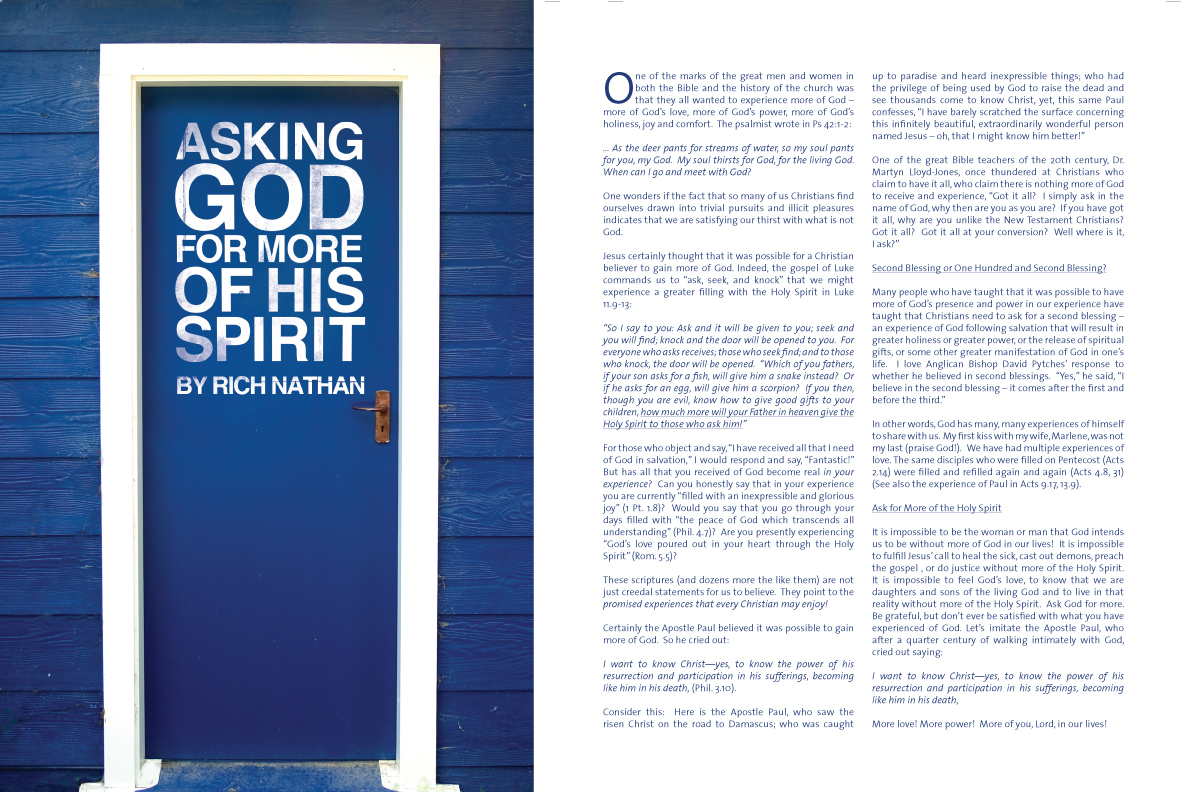 ASKING
GOD
FOR MORE
OF HIS
SPIRIT
BY RICH NATHAN
One of the marks of the great men and women in
both the Bible and the history of the church was
that they all wanted to experience more of God –
more of God's love, more of God's power, more of God's
holiness, joy and comfort.  The psalmist wrote in Ps 42:1-2:
... As the deer pants for streams of water, so my soul pants
for you, my God.  My soul thirsts for God, for the living God.
When can I go and meet with God?
One wonders if the fact that so many of us Christians find
ourselves drawn into trivial pursuits and illicit pleasures
indicates that we are satisfying our thirst with what is not
God.
Jesus certainly thought that it was possible for a Christian
believer to gain more of God. Indeed, the gospel of Luke
commands us to “ask, seek, and knock” that we might
experience a greater filling with the Holy Spirit in Luke
11.9-13:
“So I say to you: Ask and it will be given to you; seek and
you will find; knock and the door will be opened to you.  For
everyone who asks receives; those who seek find; and to those
who knock, the door will be opened.  “Which of you fathers,
if your son asks for a fish, will give him a snake instead?  Or
if he asks for an egg, will give him a scorpion?  If you then,
though you are evil, know how to give good gifts to your
children, how much more will your Father in heaven give the
Holy Spirit to those who ask him!”
For those who object and say, “I have received all that I need
of God in salvation,” I would respond and say, “Fantastic!”
But has all that you received of God become real in your
experience?  Can you honestly say that in your experience
you are currently “filled with an inexpressible and glorious
joy” (1 Pt. 1.8)?  Would you say that you go through your
days filled with “the peace of God which transcends all
understanding” (Phil. 4.7)?  Are you presently experiencing
“God's love poured out in your heart through the Holy
Spirit” (Rom. 5.5)?
These scriptures (and dozens more the like them) are not
just creedal statements for us to believe.  They point to the
promised experiences that every Christian may enjoy!
Certainly the Apostle Paul believed it was possible to gain
more of God.  So he cried out:
I want to know Christ—yes, to know the power of his
resurrection and participation in his sufferings, becoming
like him in his death, (Phil. 3.10).
Consider this:  Here is the Apostle Paul, who saw the
risen Christ on the road to Damascus; who was caught
up to paradise and heard inexpressible things; who had
the privilege of being used by God to raise the dead and
see thousands come to know Christ, yet, this same Paul
confesses, “I have barely scratched the surface concerning
this infinitely beautiful, extraordinarily wonderful person
named Jesus – oh, that I might know him better!”
One of the great Bible teachers of the 20th century, Dr.
Martyn Lloyd-Jones, once thundered at Christians who
claim to have it all, who claim there is nothing more of God
to receive and experience, “Got it all?  I simply ask in the
name of God, why then are you as you are?  If you have got
it all, why are you unlike the New Testament Christians?
Got it all?  Got it all at your conversion?  Well where is it,
I ask?”
Second Blessing or One Hundred and Second Blessing?
Many people who have taught that it was possible to have
more of God's presence and power in our experience have
taught that Christians need to ask for a second blessing –
an experience of God following salvation that will result in
greater holiness or greater power, or the release of spiritual
gifts, or some other greater manifestation of God in one's
life.  I love Anglican Bishop David Pytches' response to
whether he believed in second blessings.  “Yes,” he said, “I
believe in the second blessing – it comes after the first and
before the third.”
In other words, God has many, many experiences of himself
to share with us.  My first kiss with my wife, Marlene, was not
my last (praise God!).  We have had multiple experiences of
love. The same disciples who were filled on Pentecost (Acts
2.14) were filled and refilled again and again (Acts 4.8, 31)
(See also the experience of Paul in Acts 9.17, 13.9).
Ask for More of the Holy Spirit
It is impossible to be the woman or man that God intends
us to be without more of God in our lives!  It is impossible
to fulfill Jesus' call to heal the sick, cast out demons, preach
the gospel , or do justice without more of the Holy Spirit.
It is impossible to feel God's love, to know that we are
daughters and sons of the living God and to live in that
reality without more of the Holy Spirit.  Ask God for more.
Be grateful, but don't ever be satisfied with what you have
experienced of God.  Let's imitate the Apostle Paul, who
after a quarter century of walking intimately with God,
cried out saying:
I want to know Christ—yes, to know the power of his
resurrection and participation in his sufferings, becoming
like him in his death,
More love! More power!  More of you, Lord, in our lives!